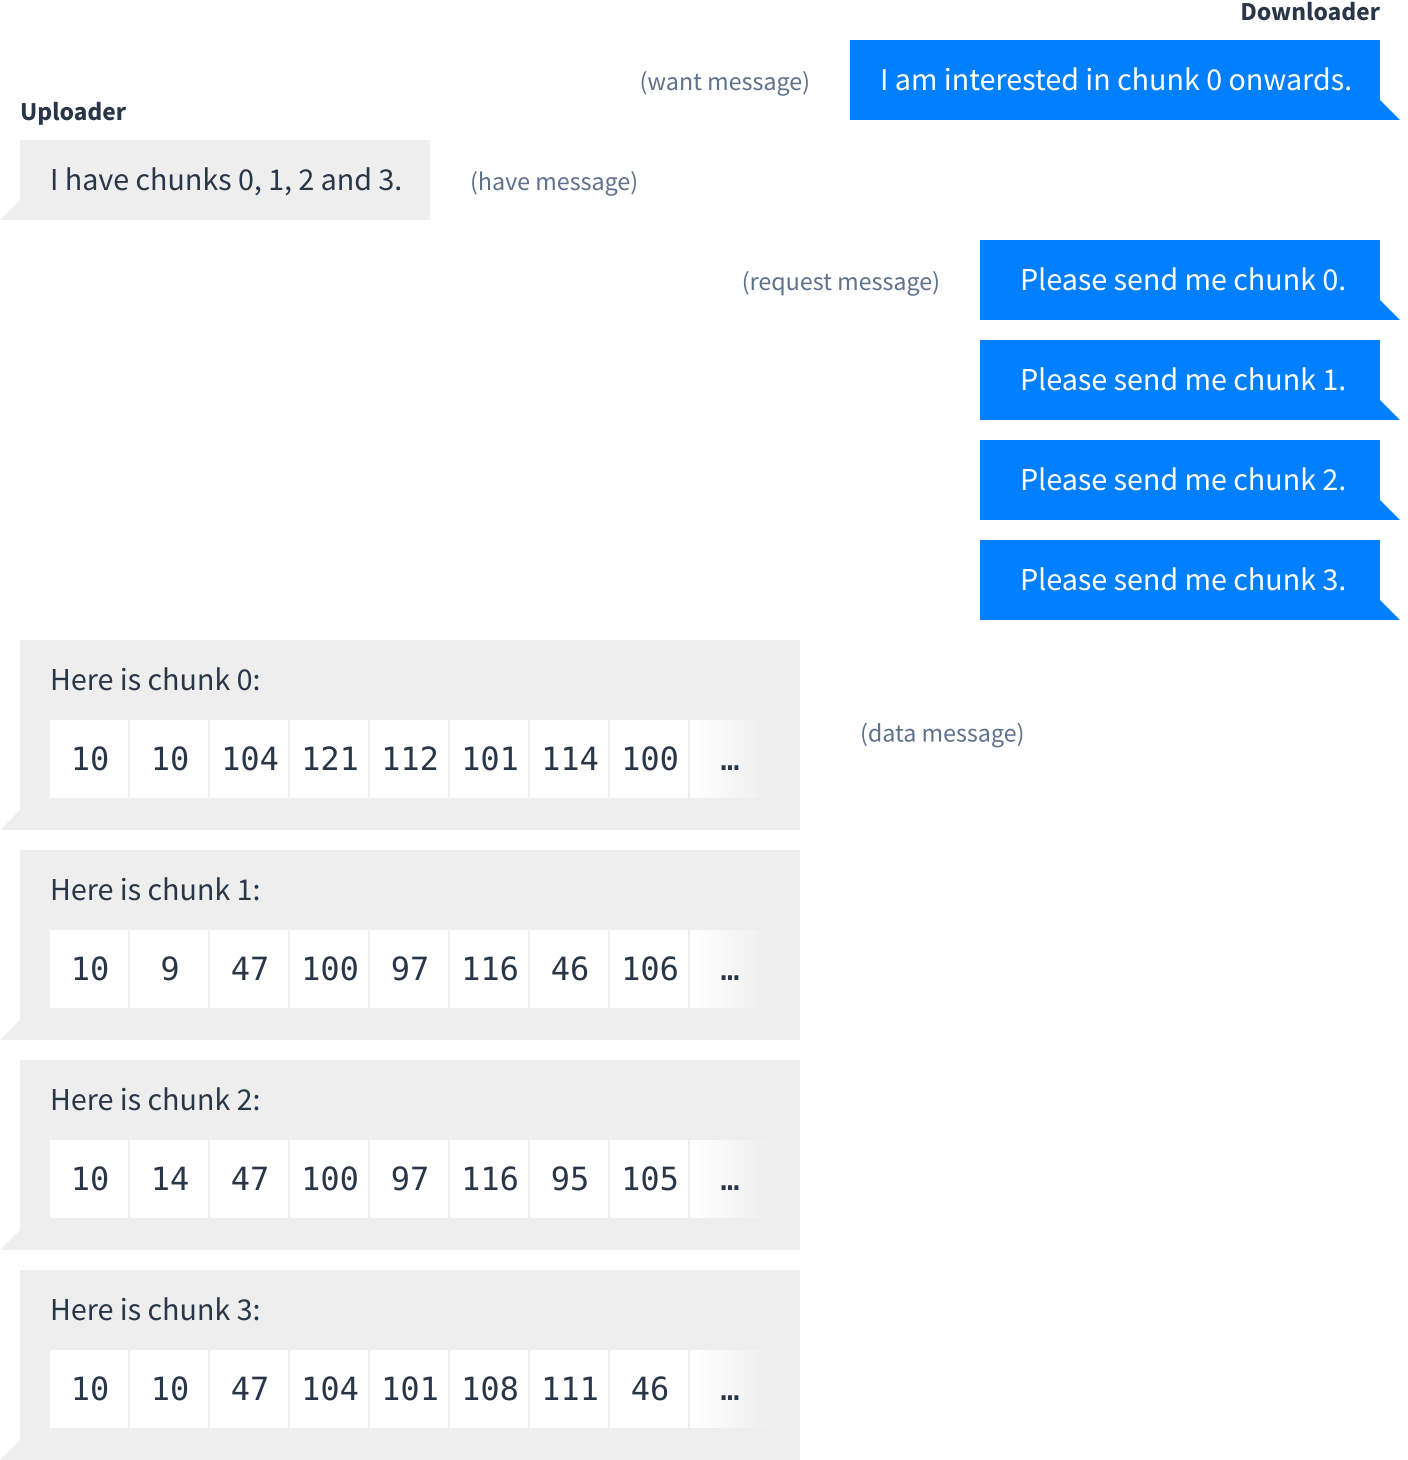 Downloader
(want message) I am interested in chunk 0 onwards.
Uploader
I have chunks 0, 1, 2 and 3. (have message)
(request message) Please send me chunk 0.
Please send me chunk 1.
Please send me chunk 2.
Please send me chunk 3.
Here is chunk 0:
10 10 104 121 112 101 114 100 …
(data message)
Here is chunk 1:
10 9 47 100 97 116 46 106 …
Here is chunk 2:
10 14 47 100 97 116 95 105 …
Here is chunk 3:
10 10 47 104 101 108 111 46 …